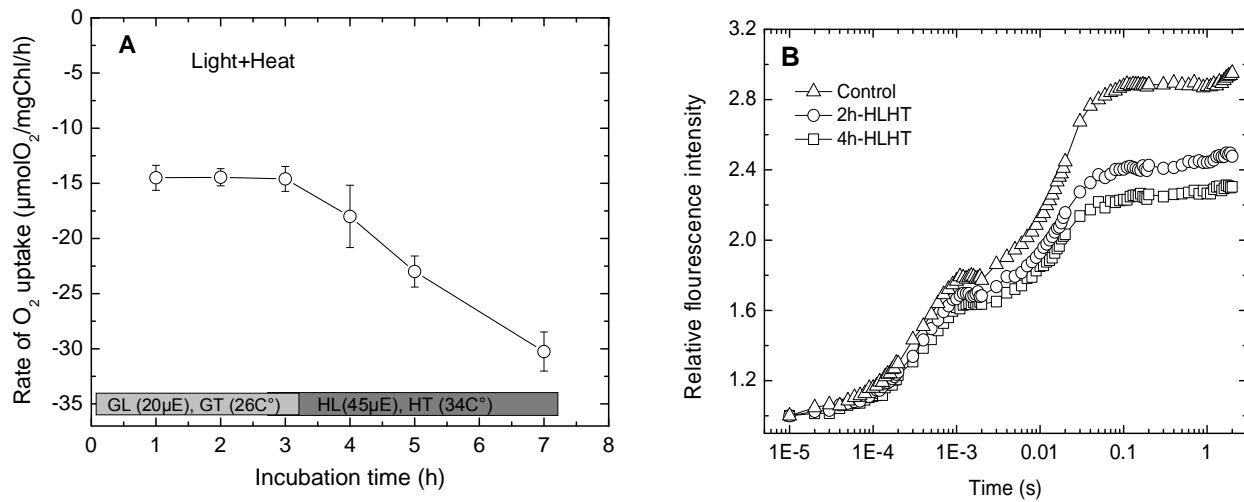 A
Light+Heat
Rate of O₂ uptake (µmolO₂/mgChl/h)
0
-5
-10
-15
-20
-25
-30
-35
GL (20µE), GT (26C°)
HL(45µE), HT (34C°)
0 1 2 3 4 5 6 7 8
Incubation time (h)
B
Control
2h-HLHT
4h-HLHT
Relative flourescence intensity
3.2
2.8
2.4
2.0
1.6
1.2
1E-5 1E-4 1E-3 0.01 0.1 1
Time (s)